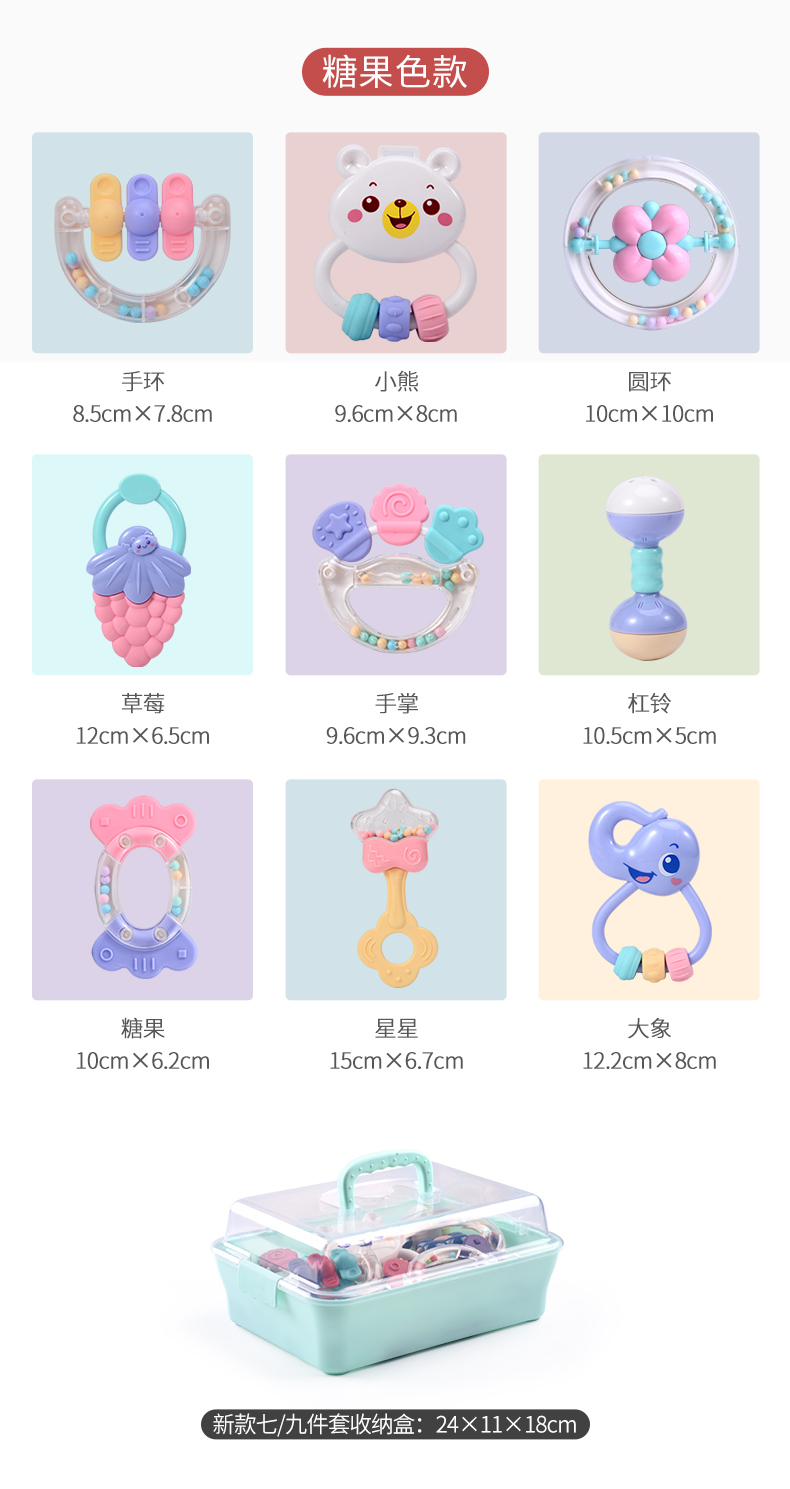 糖果色款
手环
8.5cm×7.8cm
小熊
9.6cm×8cm
圆环
10cm×10cm
草莓
12cm×6.5cm
手掌
9.6cm×9.3cm
杠铃
10.5cm×5cm
糖果
10cm×6.2cm
星星
15cm×6.7cm
大象
12.2cm×8cm
新款七/九件套收纳盒：24×11×18cm